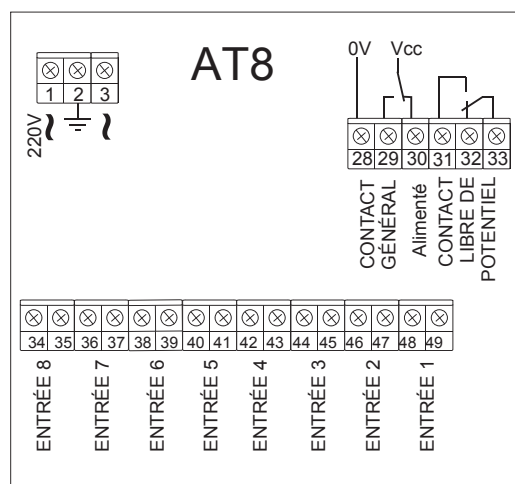 AT8
1 2 3
220V
0V Vcc
28 29 30 31 32 33
CONTACT
GÉNÉRAL
Alimenté
CONTACT
LIBRE DE
POTENTIEL
34 35 36 37 38 39 40 41 42 43 44 45 46 47 48 49
ENTRÉE 8
ENTRÉE 7
ENTRÉE 6
ENTRÉE 5
ENTRÉE 4
ENTRÉE 3
ENTRÉE 2
ENTRÉE 1